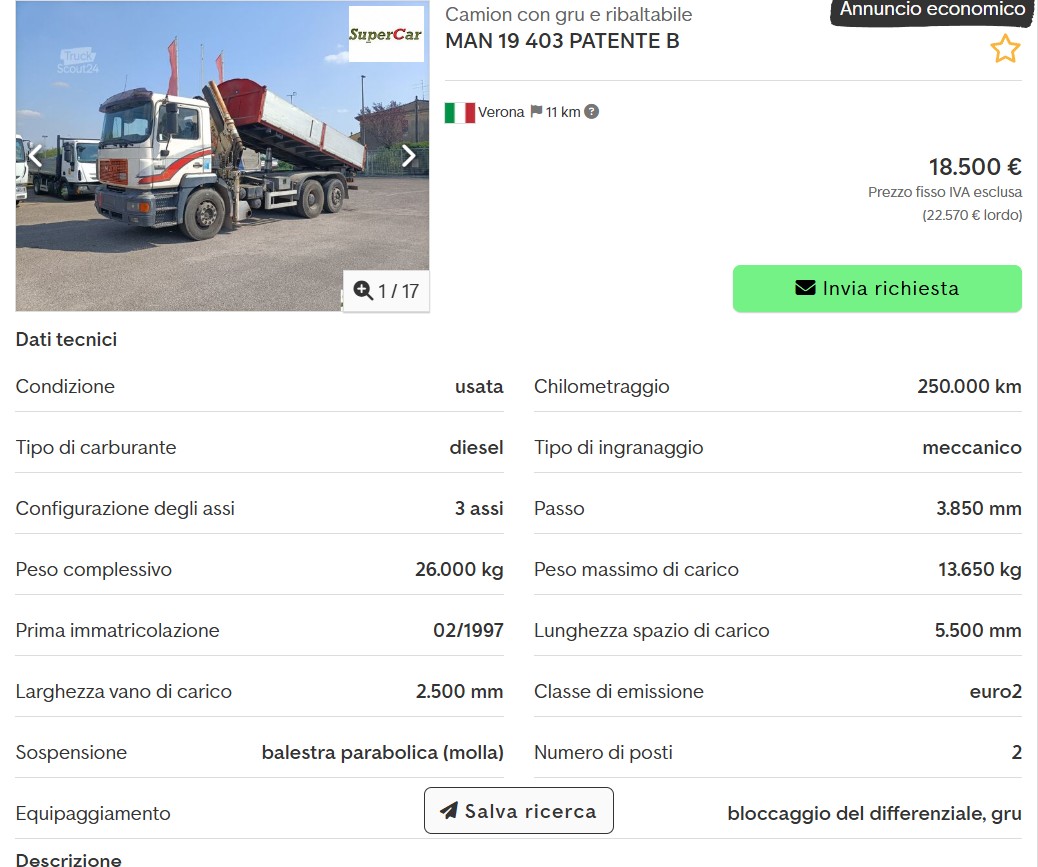 Truck
Scout24
SuperCar
1 / 17
Camion con gru e ribaltabile
MAN 19 403 PATENTE B
Annuncio economico
Verona 11 km ?
18.500 €
Prezzo fisso IVA esclusa
(22.570 € lordo)
Invia richiesta
Dati tecnici
Condizione usata
Chilometraggio 250.000 km
Tipo di carburante diesel
Tipo di ingranaggio meccanico
Configurazione degli assi 3 assi
Passo 3.850 mm
Peso complessivo 26.000 kg
Peso massimo di carico 13.650 kg
Prima immatricolazione 02/1997
Lunghezza spazio di carico 5.500 mm
Larghezza vano di carico 2.500 mm
Classe di emissione euro2
Sospensione balestra parabolica (molla)
Numero di posti 2
Equipaggiamento bloccaggio del differenziale, gru
Salva ricerca
Descrizione